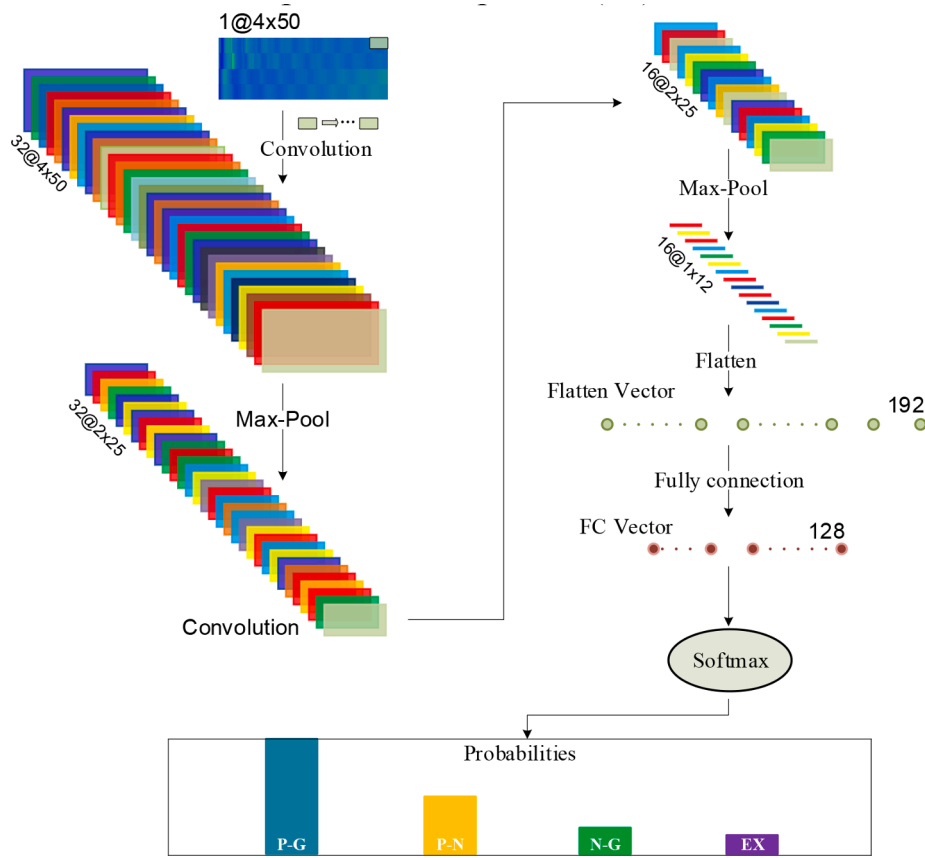 1@4x50
32@4x50
Convolution
Max-Pool
32@2x25
Convolution
16@2x25
Max-Pool
16@1x12
Flatten
Flatten Vector
192
Fully connection
FC Vector
128
Softmax
Probabilities
P-G
P-N
N-G
EX